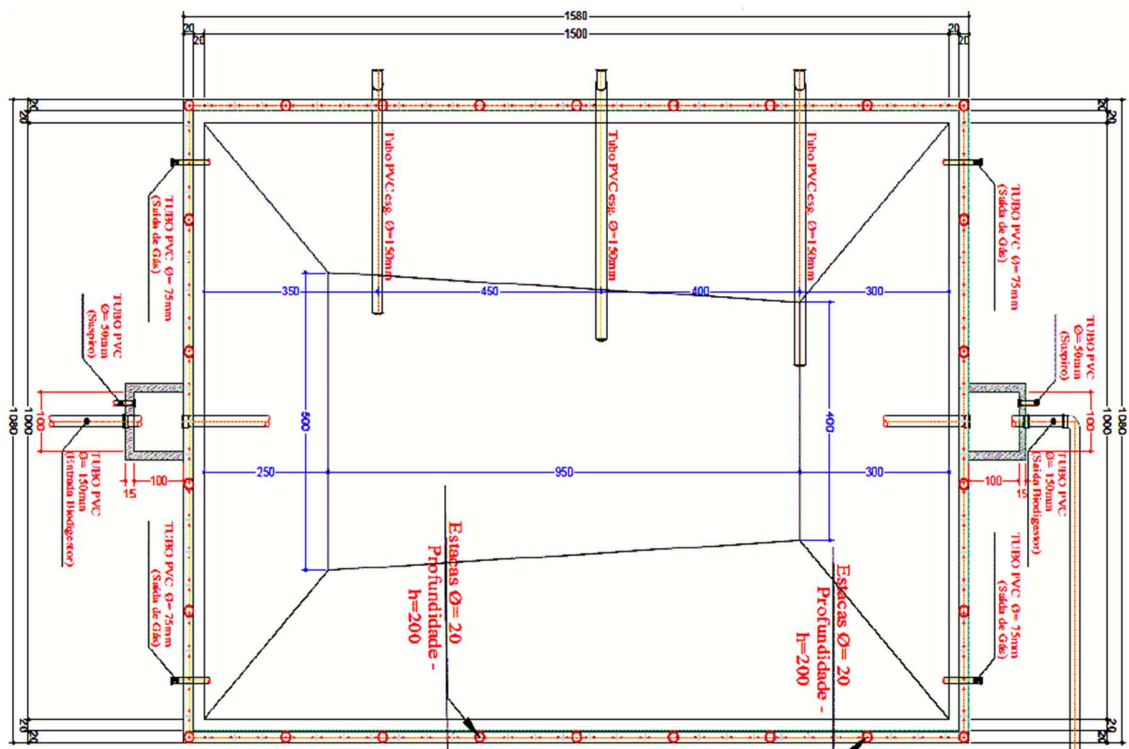 1580
20
20
1500
20
20
1080
1000
20
20
20
20
1000
1080
Tubo PVC esg. Ø=150mm
Tubo PVC esg. Ø=150mm
Tubo PVC esg. Ø=150mm
TUBO PVC Ø= 75mm
(Saída de Gás)
TUBO PVC Ø= 75mm
(Saída de Gás)
350
450
400
300
TUBO PVC
Ø= 50mm
(Suspiro)
TUBO PVC
Ø= 50mm
(Suspiro)
100
500
400
100
250
950
300
15
100
100
15
TUBO PVC
Ø= 150mm
(Entrada Biodigestor)
TUBO PVC
Ø= 150mm
(Saída Biodigestor)
TUBO PVC Ø= 75mm
(Saída de Gás)
TUBO PVC Ø= 75mm
(Saída de Gás)
Estacas Ø= 20
Profundidade -
h=200
Estacas Ø= 20
Profundidade -
h=200
20
20
20
20